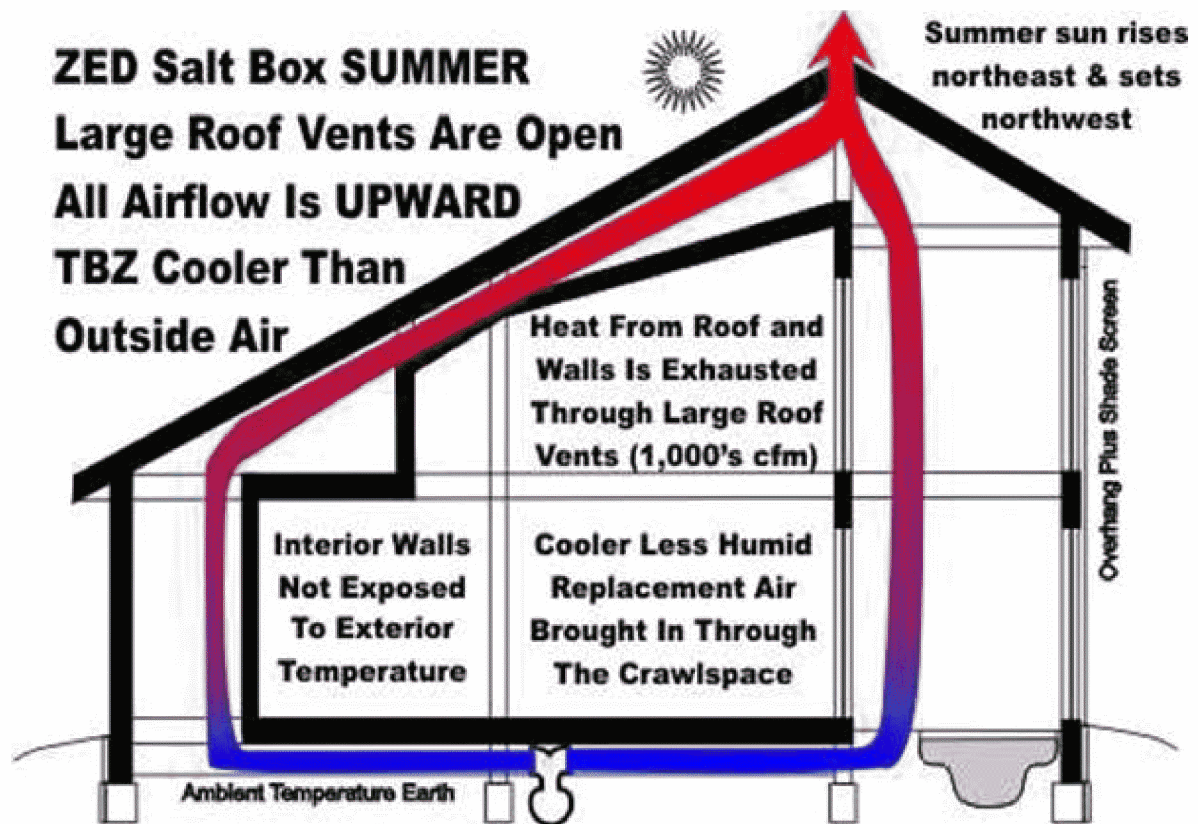 ZED Salt Box SUMMER
Large Roof Vents Are Open
All Airflow Is UPWARD
TBZ Cooler Than
Outside Air
Summer sun rises
northeast & sets
northwest
Heat From Roof and
Walls Is Exhausted
Through Large Roof
Vents (1,000's cfm)
Overhang Plus Shade Screen
Interior Walls
Not Exposed
To Exterior
Temperature
Cooler Less Humid
Replacement Air
Brought In Through
The Crawlspace
Ambient Temperature Earth